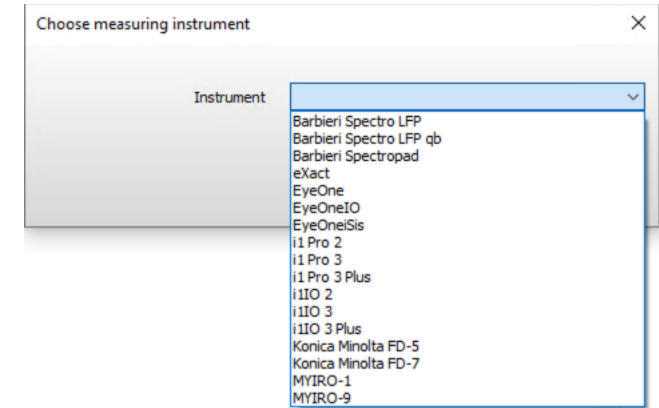 Choose measuring instrument
Instrument
Barbieri Spectro LFP
Barbieri Spectro LFP qb
Barbieri Spectropad
eXact
EyeOne
EyeOneIO
EyeOneiSis
i1 Pro 2
i1 Pro 3
i1 Pro 3 Plus
i1IO 2
i1IO 3
i1IO 3 Plus
Konica Minolta FD-5
Konica Minolta FD-7
MYIRO-1
MYIRO-9